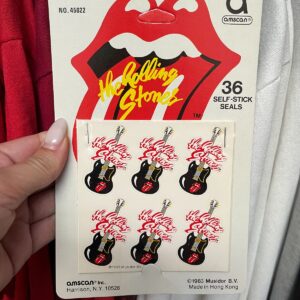 NO. 45622
a
amscan®
The Rolling
Stones
TM
36
SELF-STICK
SEALS
amscan® Inc.
Harrison, N.Y. 10528
©1983 Musidor B.V.
Made in Hong Kong